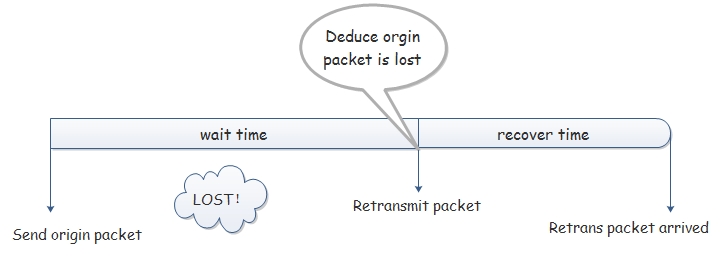 Deduce orgin
packet is lost
wait time
recover time
LOST!
Retransmit packet
Send origin packet
Retrans packet arrived